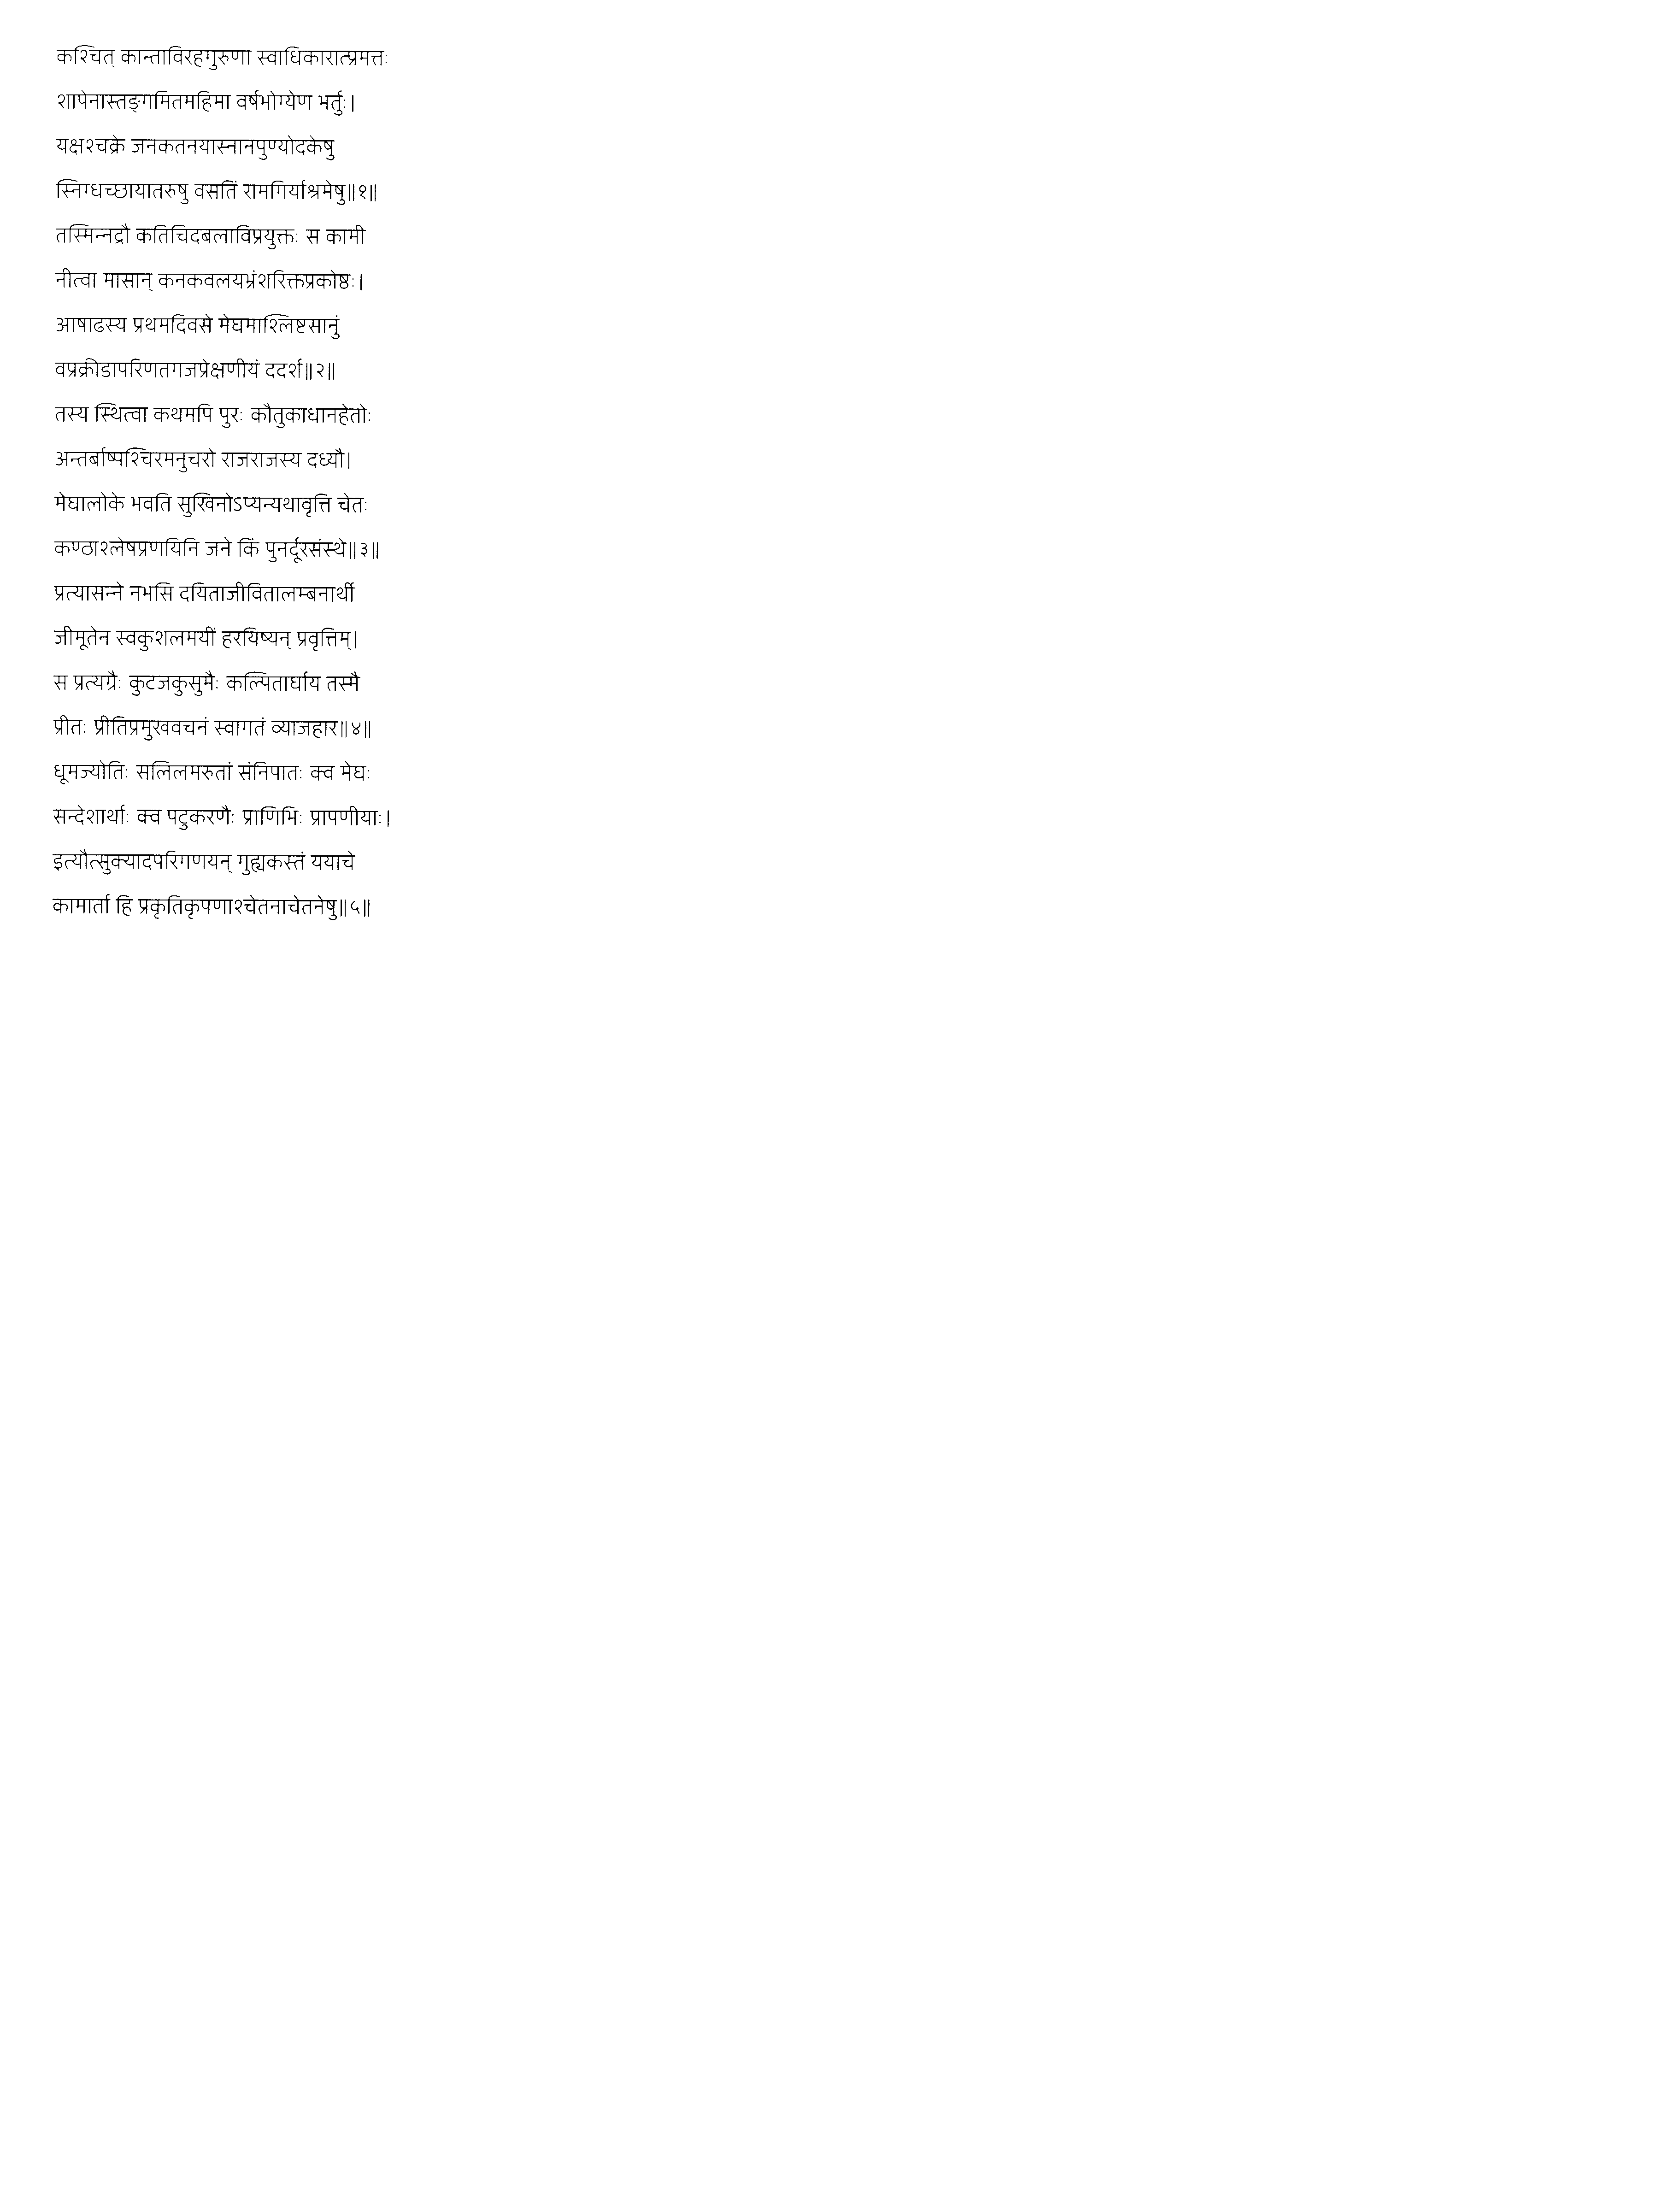 कश्चित् कान्ताविरहगुरुणा स्वाधिकारात्प्रमत्तः
शापेनास्तङ्गमितमहिमा वर्षभोग्येण भर्तुः।
यक्षश्चक्रे जनकतनयास्नानपुण्योदकेषु
स्निग्धच्छायातरुषु वसतिं रामगिर्याश्रमेषु॥१॥
तस्मिन्नद्रौ कतिचिदबलाविप्रयुक्तः स कामी
नीत्वा मासान् कनकवलयभ्रंशरिक्तप्रकोष्ठः।
आषाढस्य प्रथमदिवसे मेघमाश्लिष्टसानुं
वप्रक्रीडापरिणतगजप्रेक्षणीयं ददर्श॥२॥
तस्य स्थित्वा कथमपि पुरः कौतुकाधानहेतोः
अन्तर्बाष्पश्चिरमनुचरो राजराजस्य दध्यौ।
मेघालोके भवति सुखिनोऽप्यन्यथावृत्ति चेतः
कण्ठाश्लेषप्रणयिनि जने किं पुनर्दूरसंस्थे॥३॥
प्रत्यासन्ने नभसि दयिताजीवितालम्बनार्थी
जीमूतेन स्वकुशलमयीं हरयिष्यन् प्रवृत्तिम्।
स प्रत्यग्रैः कुटजकुसुमैः कल्पितार्घाय तस्मै
प्रीतः प्रीतिप्रमुखवचनं स्वागतं व्याजहार॥४॥
धूमज्योतिः सलिलमरुतां संनिपातः क्व मेघः
सन्देशार्थाः क्व पटुकरणैः प्राणिभिः प्रापणीयाः।
इत्यौत्सुक्यादपरिगणयन् गुह्यकस्तं ययाचे
कामार्ता हि प्रकृतिकृपणाश्चेतनाचेतनेषु॥५॥